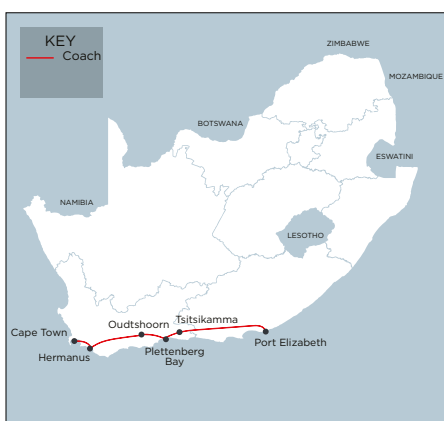 KEY
Coach
ZIMBABWE
MOZAMBIQUE
BOTSWANA
ESWATINI
NAMIBIA
LESOTHO
Oudtshoorn
Tsitsikamma
Cape Town
Hermanus
Plettenberg
Bay
Port Elizabeth